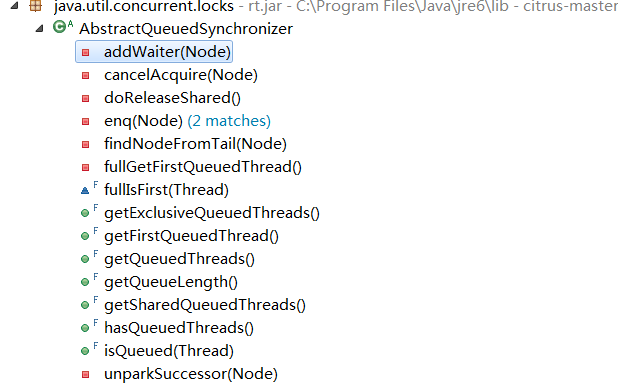 java.util.concurrent.locks - rt.jar - C:\Program Files\Java\jre6\lib - citrus-master
C A AbstractQueuedSynchronizer
addWaiter(Node)
cancelAcquire(Node)
doReleaseShared()
enq(Node) (2 matches)
findNodeFromTail(Node)
fullGetFirstQueuedThread()
F fullIsFirst(Thread)
F getExclusiveQueuedThreads()
F getFirstQueuedThread()
F getQueuedThreads()
F getQueueLength()
F getSharedQueuedThreads()
F hasQueuedThreads()
F isQueued(Thread)
unparkSuccessor(Node)